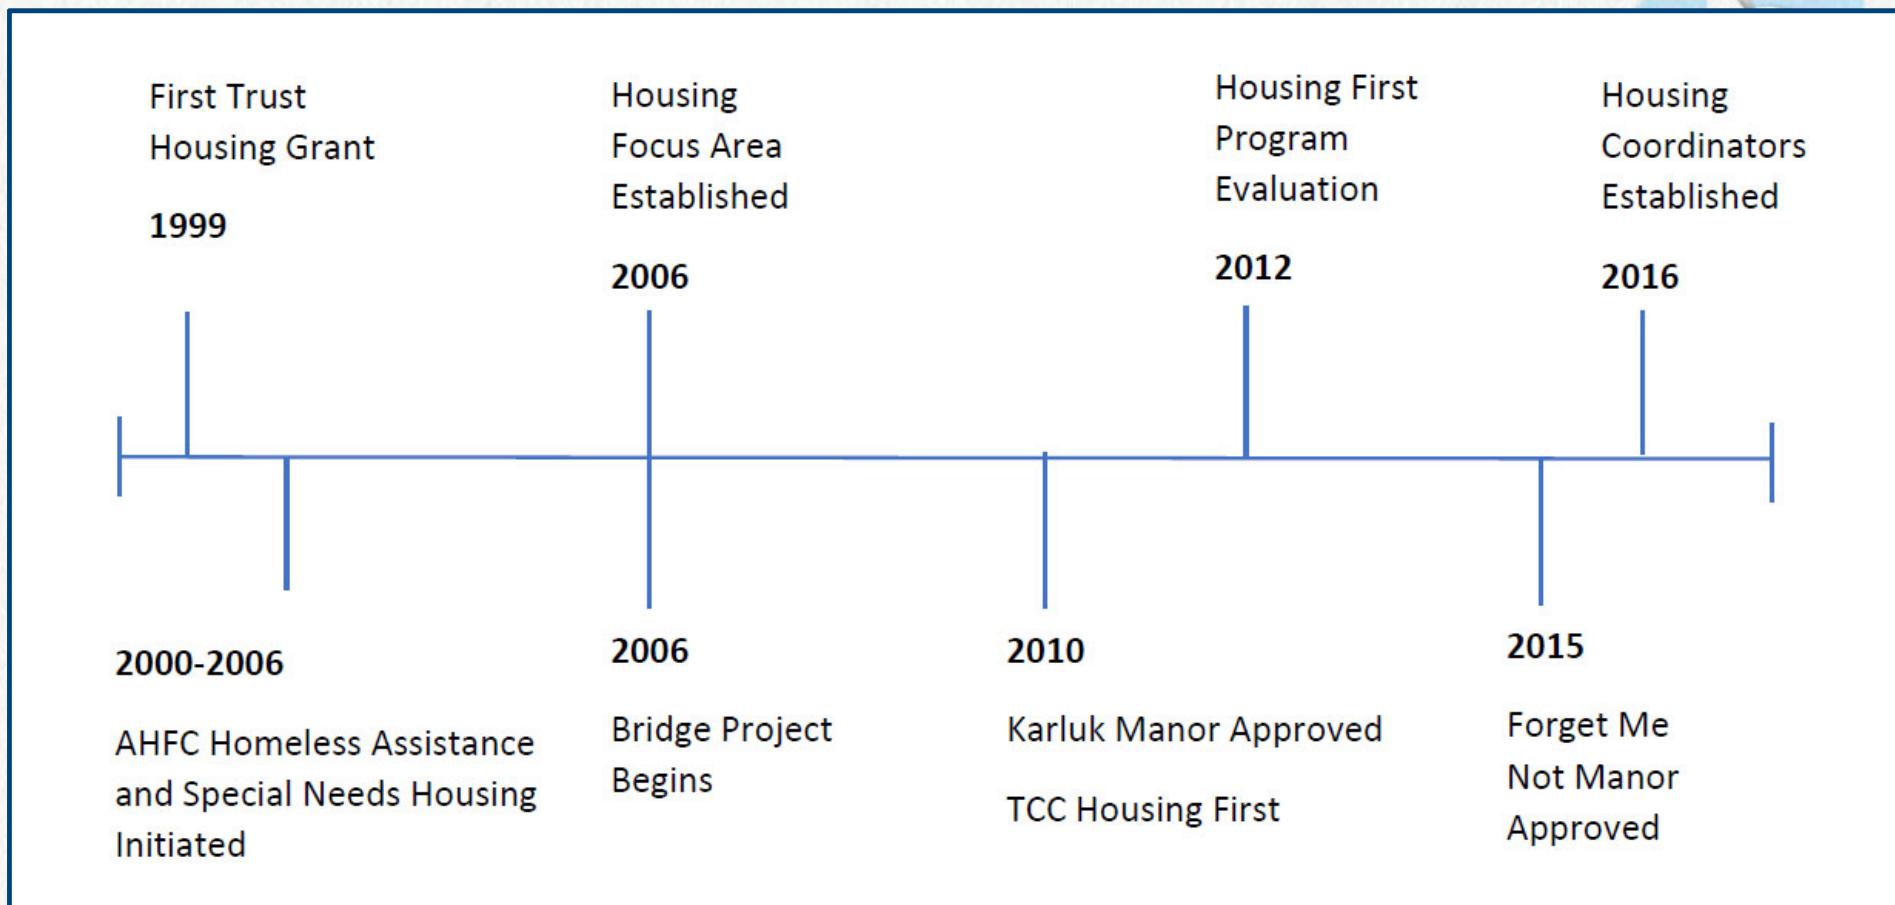 First Trust
Housing Grant
1999
Housing
Focus Area
Established
2006
Housing First
Program
Evaluation
2012
Housing
Coordinators
Established
2016
2000-2006
AHFC Homeless Assistance
and Special Needs Housing
Initiated
2006
Bridge Project
Begins
2010
Karluk Manor Approved
TCC Housing First
2015
Forget Me
Not Manor
Approved